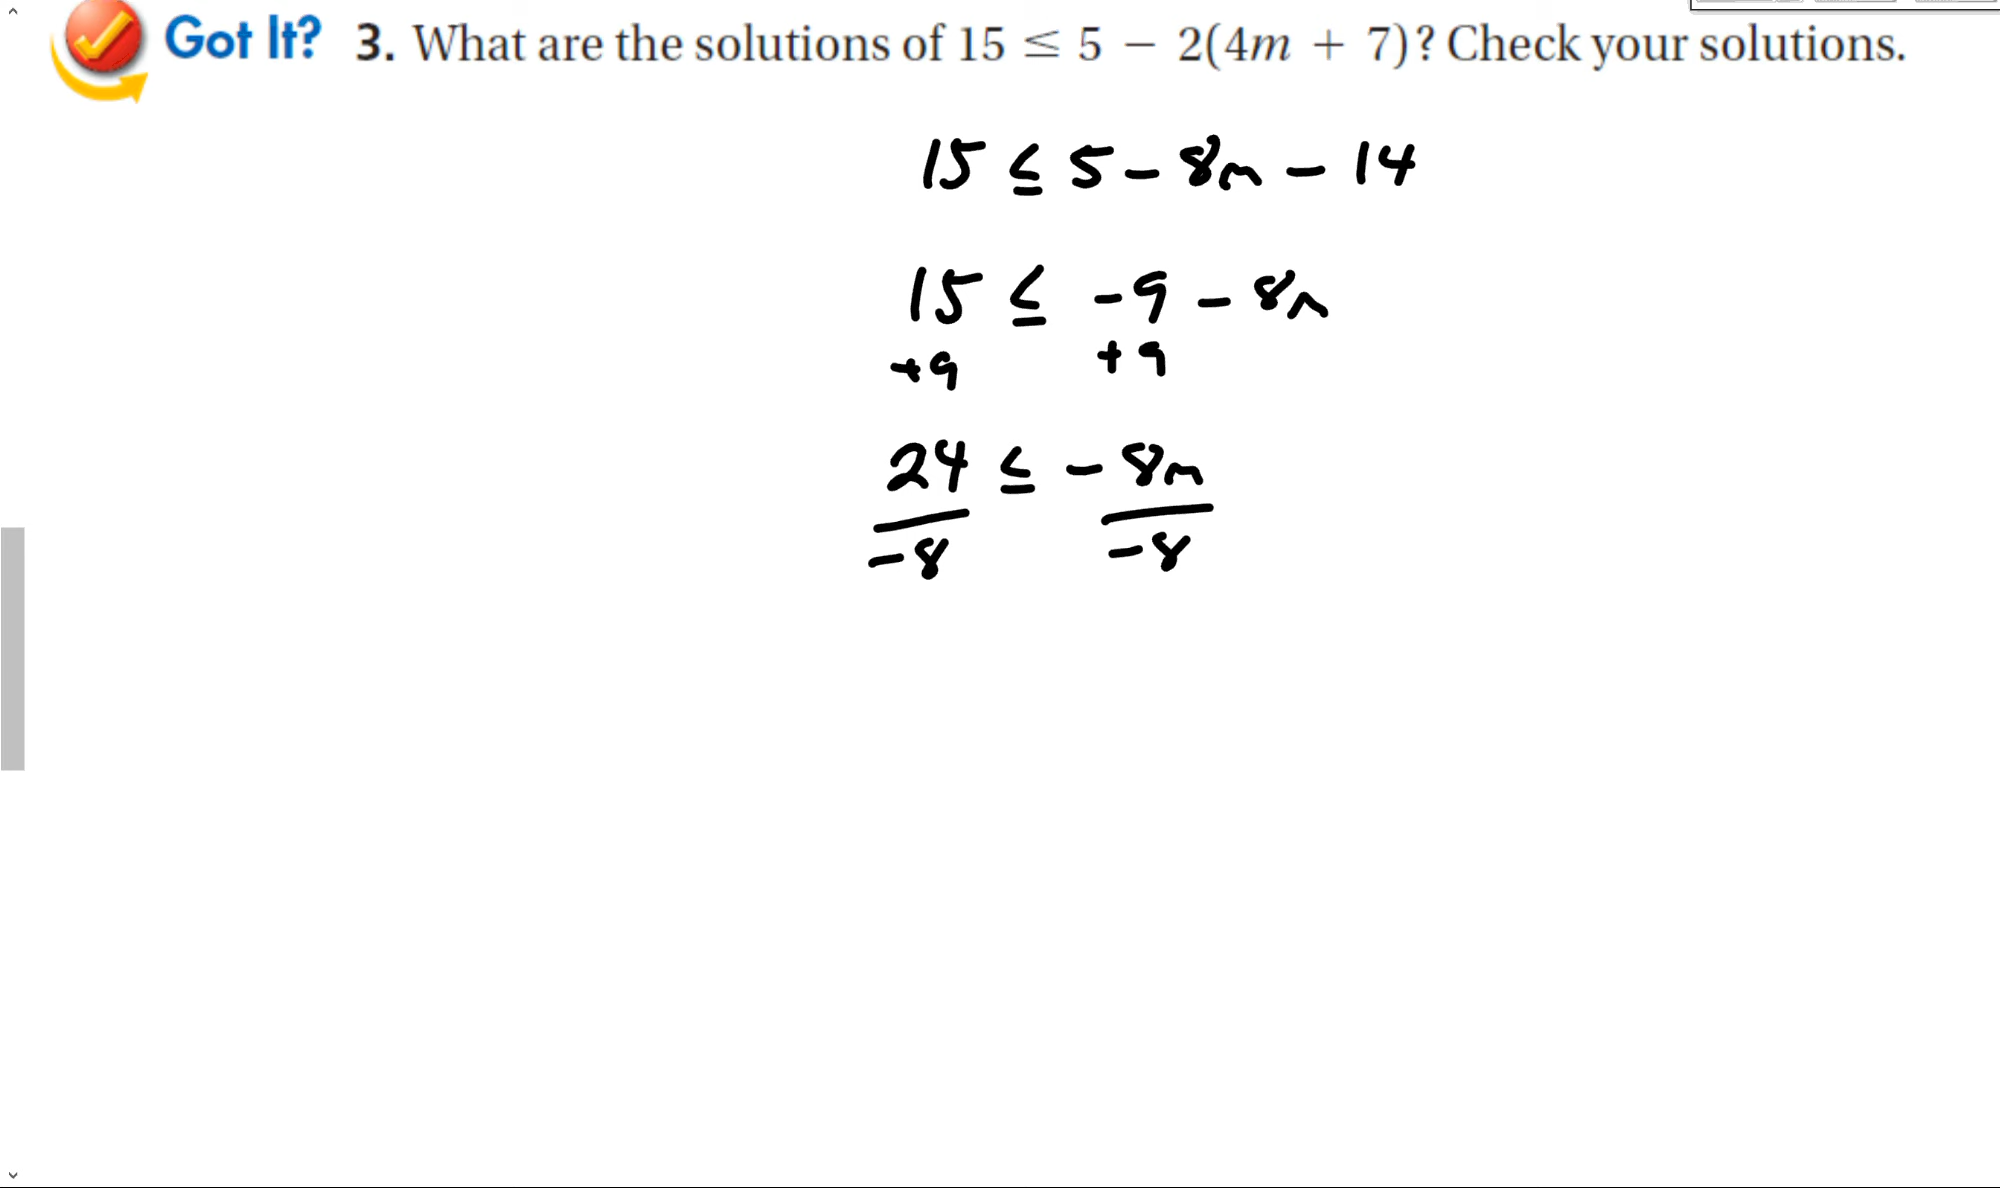 Got It? 3. What are the solutions of 15 ≤ 5 − 2(4m + 7)? Check your solutions.
15 ≤ 5 - 8m - 14
15 ≤ -9 - 8m
+9 +9
24 ≤ -8m
-8 -8